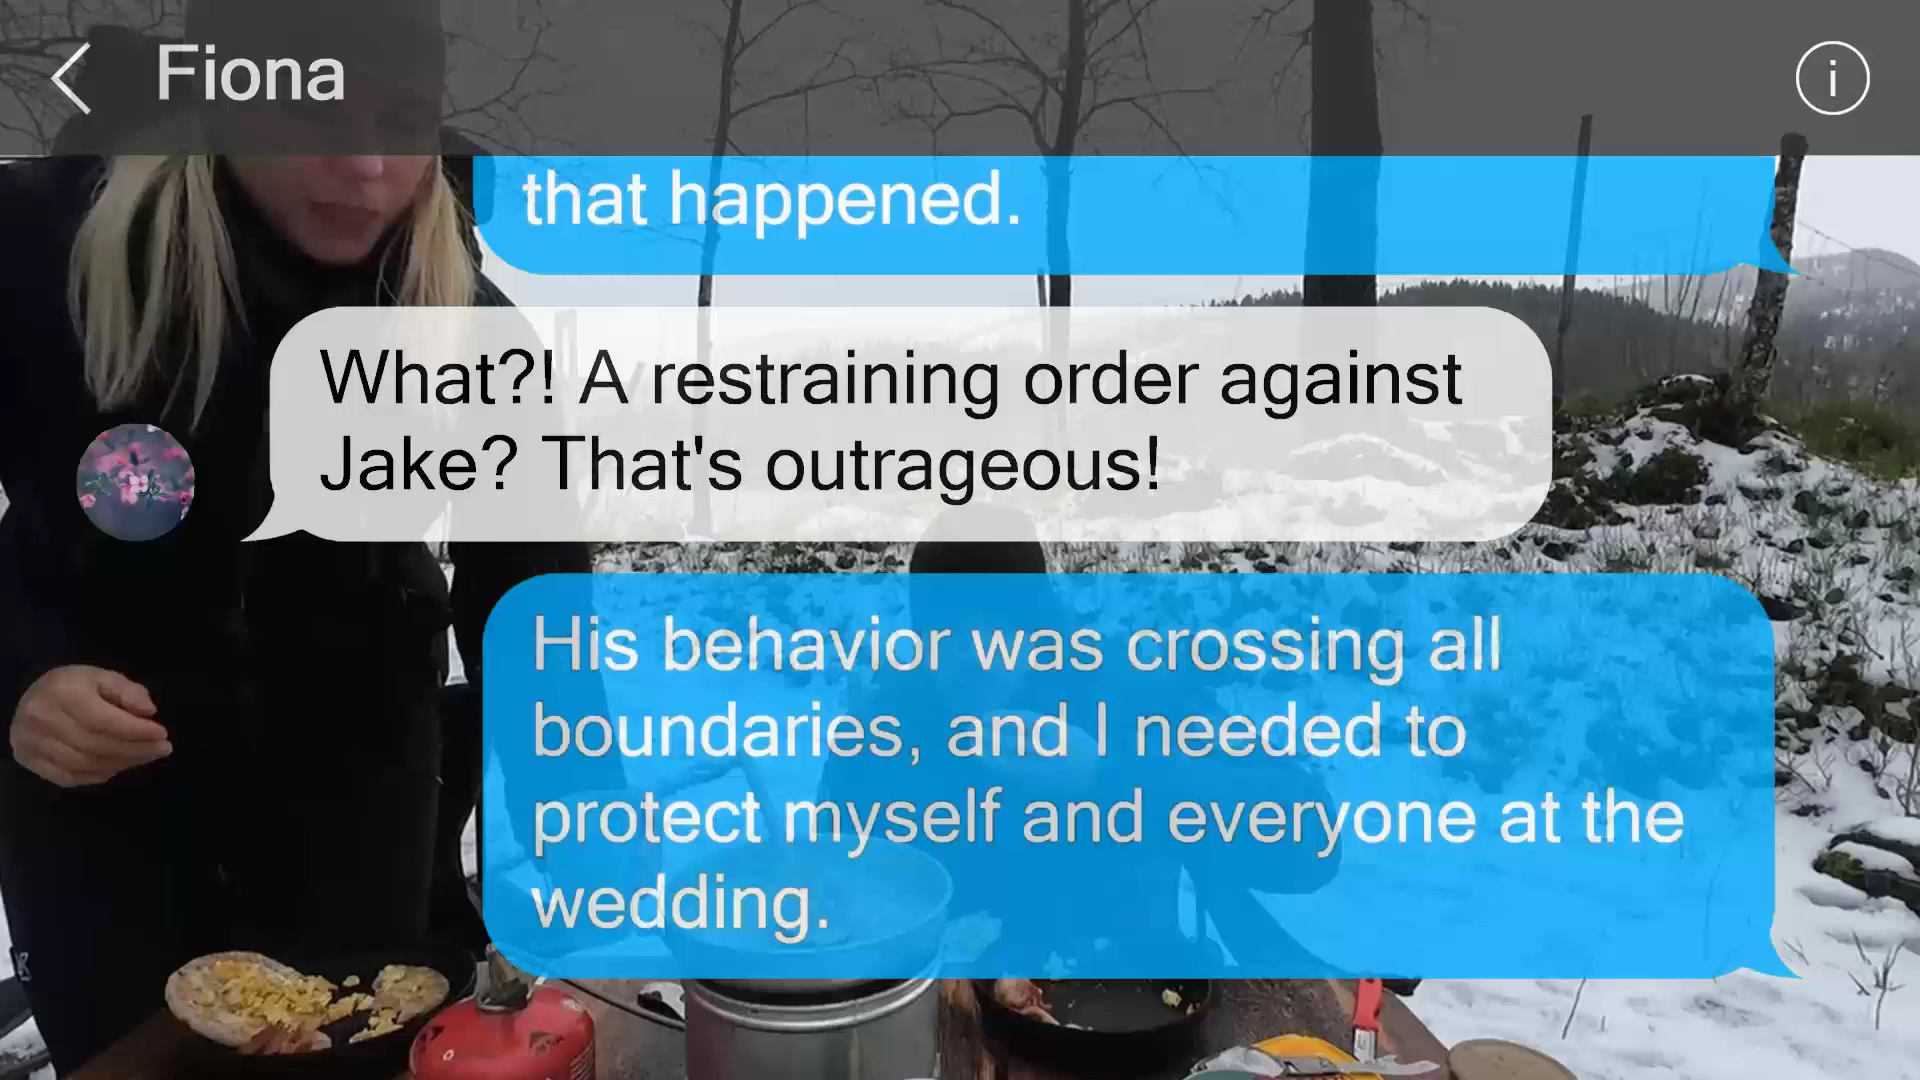 Fiona
that happened.
What?! A restraining order against
Jake? That's outrageous!
His behavior was crossing all
boundaries, and I needed to
protect myself and everyone at the
wedding.